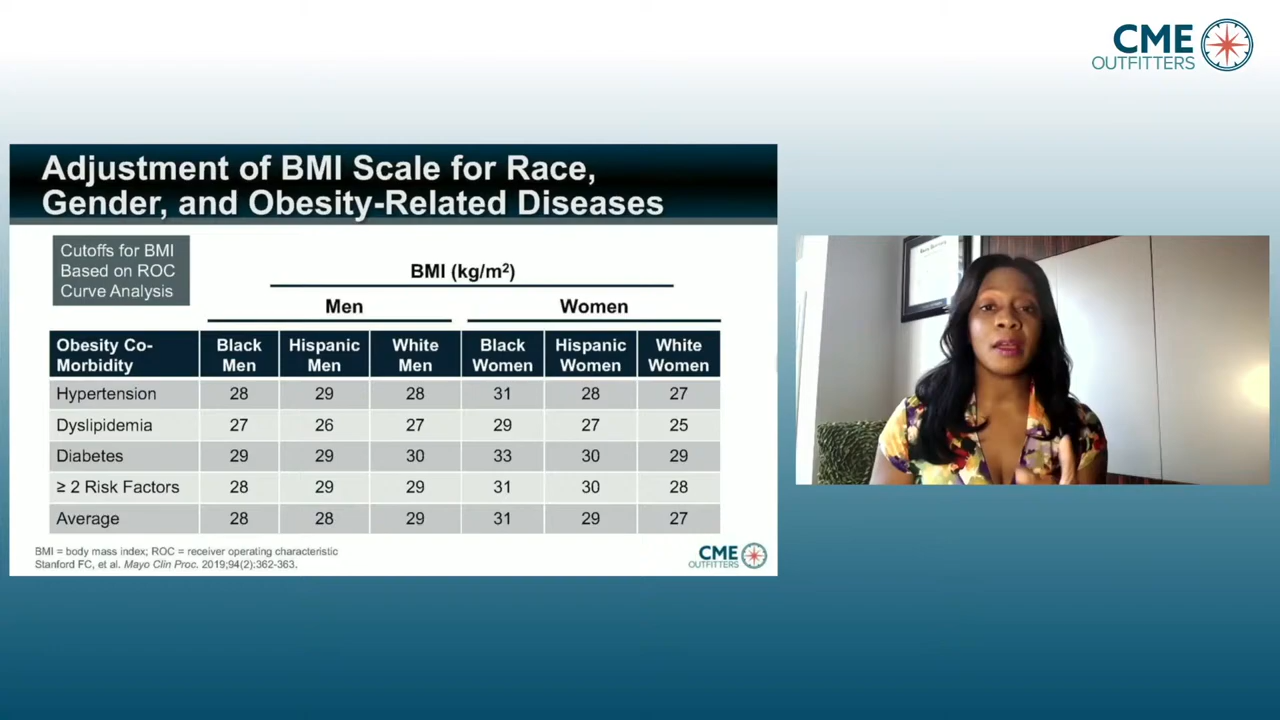 CME
OUTFITTERS
Adjustment of BMI Scale for Race,
Gender, and Obesity-Related Diseases
Cutoffs for BMI
Based on ROC
Curve Analysis
BMI (kg/m²)
Men Women
Obesity Co-Morbidity Black Men Hispanic Men White Men Black Women Hispanic Women White Women
Hypertension 28 29 28 31 28 27
Dyslipidemia 27 26 27 29 27 25
Diabetes 29 29 30 33 30 29
≥ 2 Risk Factors 28 29 29 31 30 28
Average 28 28 29 31 29 27
BMI = body mass index; ROC = receiver operating characteristic
Stanford FC, et al. Mayo Clin Proc. 2019;94(2):362-363.
CME
OUTFITTERS